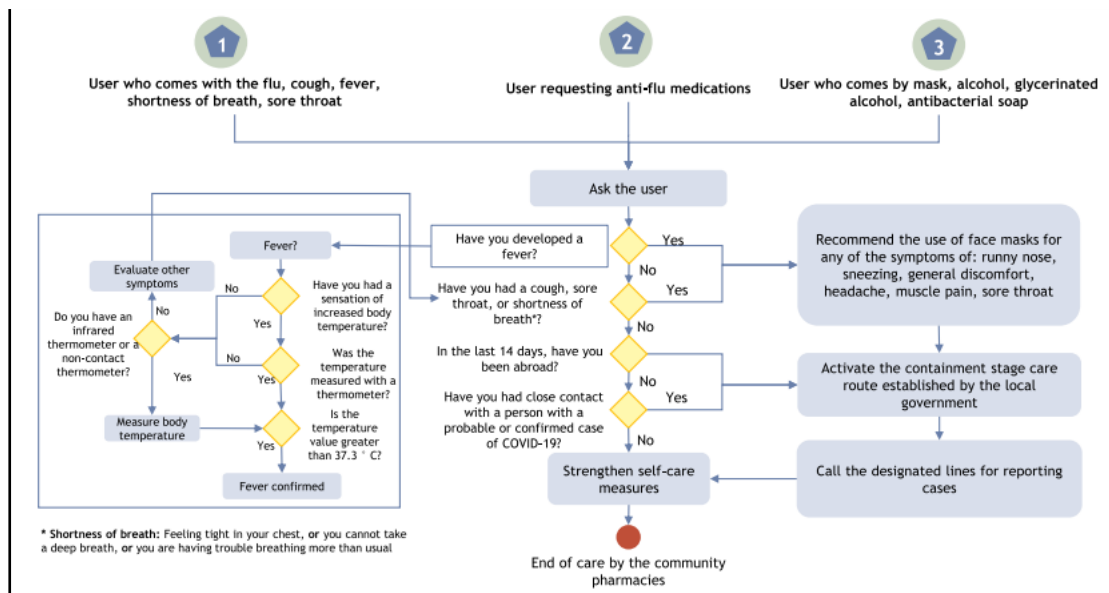 1
2
3
User who comes with the flu, cough, fever,
shortness of breath, sore throat
User requesting anti-flu medications
User who comes by mask, alcohol, glycerinated
alcohol, antibacterial soap
Ask the user
Have you developed a
fever?
Yes
No
Have you had a cough, sore
throat, or shortness of
breath*?
Yes
No
In the last 14 days, have you
been abroad?
No
Have you had close contact
with a person with a
probable or confirmed case
of COVID-19?
Yes
No
Strengthen self-care
measures
End of care by the community
pharmacies
Recommend the use of face masks for
any of the symptoms of: runny nose,
sneezing, general discomfort,
headache, muscle pain, sore throat
Activate the containment stage care
route established by the local
government
Call the designated lines for reporting
cases
Fever?
Evaluate other
symptoms
No
Have you had a
sensation of
increased body
temperature?
Yes
No
Do you have an
infrared
thermometer or a
non-contact
thermometer?
No
Yes
Was the
temperature
measured with a
thermometer?
Yes
Measure body
temperature
Is the
temperature
value greater
than 37.3 ° C?
Yes
Fever confirmed
* Shortness of breath: Feeling tight in your chest, or you cannot take
a deep breath, or you are having trouble breathing more than usual